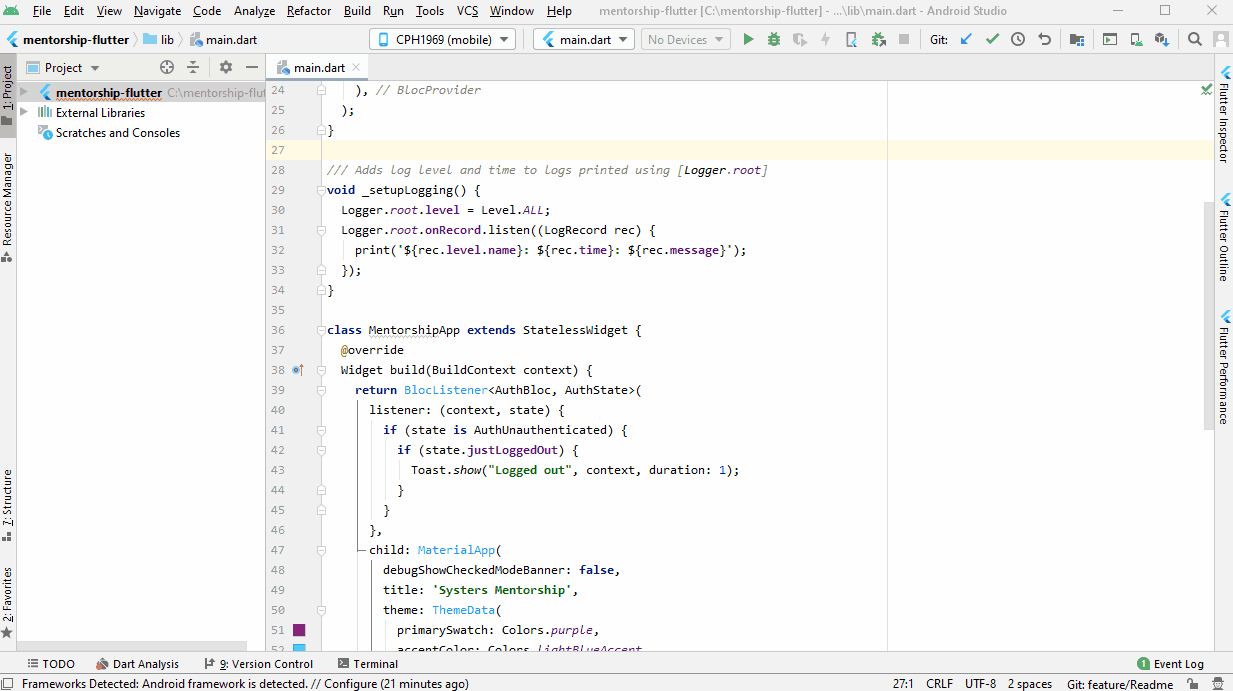 File Edit View Navigate Code Analyze Refactor Build Run Tools VCS Window Help mentorship-flutter [C:\mentorship-flutter] - ...\lib\main.dart - Android Studio
mentorship-flutter lib main.dart CPH1969 (mobile) main.dart No Devices Git:
1: Project
Resource Manager
7: Structure
2: Favorites
Project
mentorship-flutter C:\mentorship-flut
External Libraries
Scratches and Consoles
main.dart
24 ), // BlocProvider
25 );
26 }
27
28 /// Adds log level and time to logs printed using [Logger.root]
29 void _setupLogging() {
30 Logger.root.level = Level.ALL;
31 Logger.root.onRecord.listen((LogRecord rec) {
32 print('${rec.level.name}: ${rec.time}: ${rec.message}');
33 });
34 }
35
36 class MentorshipApp extends StatelessWidget {
37 @override
38 Widget build(BuildContext context) {
39 return BlocListener<AuthBloc, AuthState>(
40 listener: (context, state) {
41 if (state is AuthUnauthenticated) {
42 if (state.justLoggedOut) {
43 Toast.show("Logged out", context, duration: 1);
44 }
45 }
46 },
47 child: MaterialApp(
48 debugShowCheckedModeBanner: false,
49 title: 'Systers Mentorship',
50 theme: ThemeData(
51 primarySwatch: Colors.purple,
52 accentColor: Colors.lightBlueAccent
Flutter Inspector
Flutter Outline
Flutter Performance
TODO Dart Analysis 9: Version Control Terminal 1 Event Log
Frameworks Detected: Android framework is detected. // Configure (21 minutes ago) 27:1 CRLF UTF-8 2 spaces Git: feature/Readme